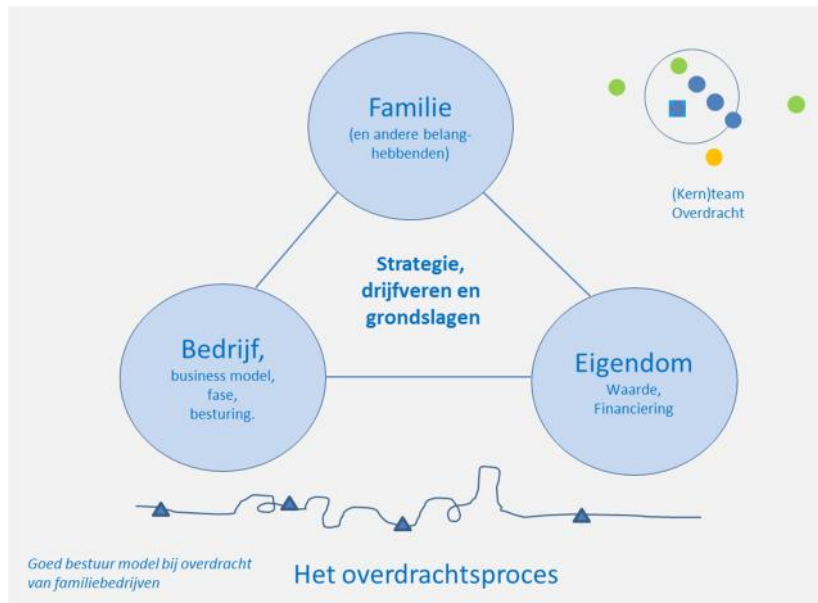 Familie
(en andere belang-
hebbenden)
(Kern)team
Overdracht
Strategie,
drijfveren en
grondslagen
Bedrijf,
business model,
fase,
besturing.
Eigendom
Waarde,
Financiering
Goed bestuur model bij overdracht
van familiebedrijven
Het overdrachtsproces